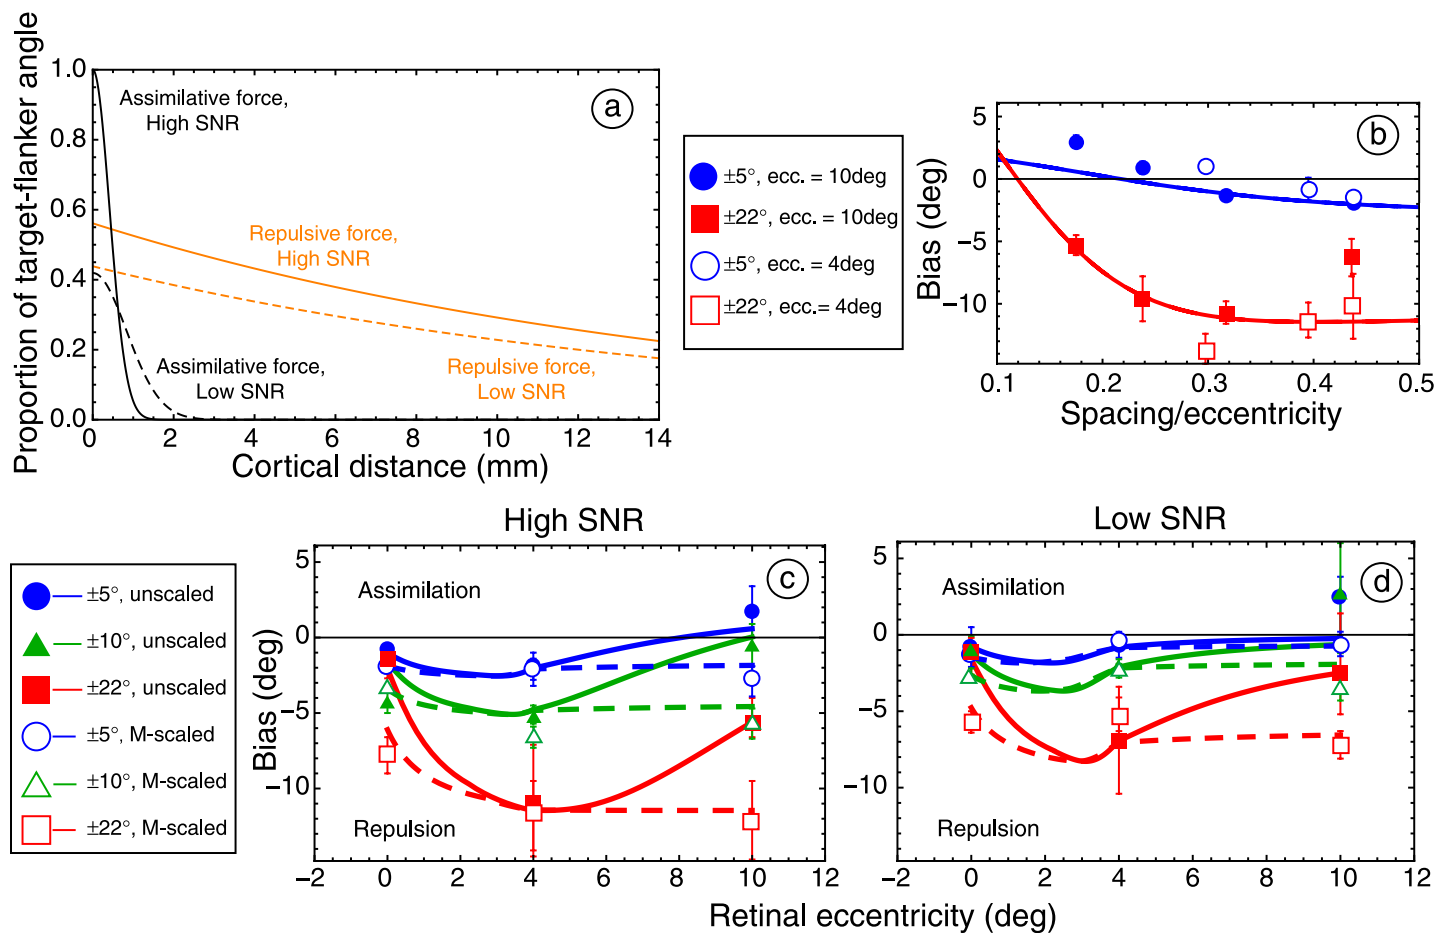 Proportion of target-flanker angle
1.0
0.8
0.6
0.4
0.2
0.0
Assimilative force,
High SNR
a
Repulsive force,
High SNR
Assimilative force,
Low SNR
Repulsive force,
Low SNR
0 2 4 6 8 10 12 14
Cortical distance (mm)
±5°, ecc. = 10deg
±22°, ecc. = 10deg
±5°, ecc. = 4deg
±22°, ecc.= 4deg
Bias (deg)
5
0
−5
−10
b
0.1 0.2 0.3 0.4 0.5
Spacing/eccentricity
±5°, unscaled
±10°, unscaled
±22°, unscaled
±5°, M-scaled
±10°, M-scaled
±22°, M-scaled
High SNR
Bias (deg)
5
0
−5
−10
Assimilation
c
Repulsion
−2 0 2 4 6 8 10 12
Low SNR
5
0
−5
−10
Assimilation
d
Repulsion
−2 0 2 4 6 8 10 12
Retinal eccentricity (deg)